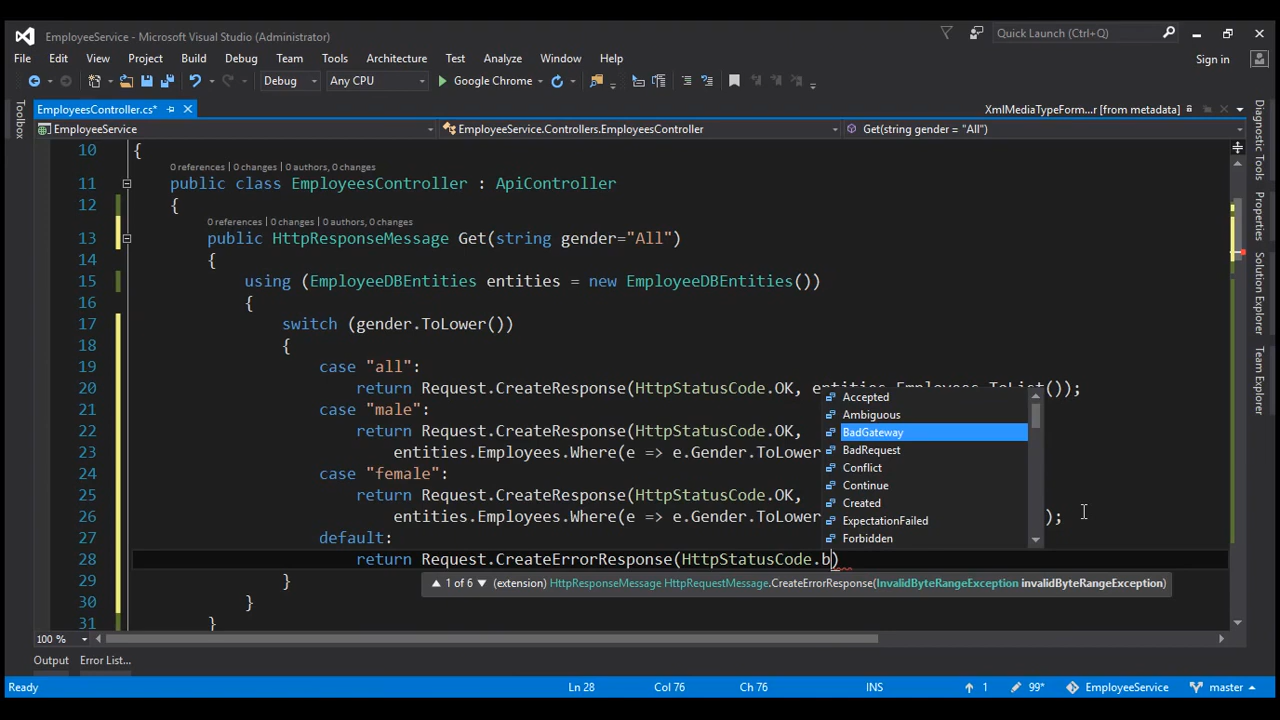 EmployeeService - Microsoft Visual Studio (Administrator)
Quick Launch (Ctrl+Q)
File Edit View Project Build Debug Team Tools Architecture Test Analyze Window Help
Sign in
Debug Any CPU Google Chrome
EmployeesController.cs*
XmlMediaTypeForm...r [from metadata]
EmployeeService
EmployeeService.Controllers.EmployeesController
Get(string gender = "All")
Toolbox
Diagnostic Tools
Properties
Solution Explorer
Team Explorer
10 {
0 references | 0 changes | 0 authors, 0 changes
11 public class EmployeesController : ApiController
12 {
0 references | 0 changes | 0 authors, 0 changes
13 public HttpResponseMessage Get(string gender="All")
14 {
15 using (EmployeeDBEntities entities = new EmployeeDBEntities())
16 {
17 switch (gender.ToLower())
18 {
19 case "all":
20 return Request.CreateResponse(HttpStatusCode.OK, entities.Employees.ToList());
21 case "male":
22 return Request.CreateResponse(HttpStatusCode.OK,
23 entities.Employees.Where(e => e.Gender.ToLower
24 case "female":
25 return Request.CreateResponse(HttpStatusCode.OK,
26 entities.Employees.Where(e => e.Gender.ToLower );
27 default:
28 return Request.CreateErrorResponse(HttpStatusCode.b)
29 }
30 }
31 }
Accepted
Ambiguous
BadGateway
BadRequest
Conflict
Continue
Created
ExpectationFailed
Forbidden
▲ 1 of 6 ▼ (extension) HttpResponseMessage HttpRequestMessage.CreateErrorResponse(InvalidByteRangeException invalidByteRangeException)
100 %
Output Error List...
Ready Ln 28 Col 76 Ch 76 INS 1 99* EmployeeService master